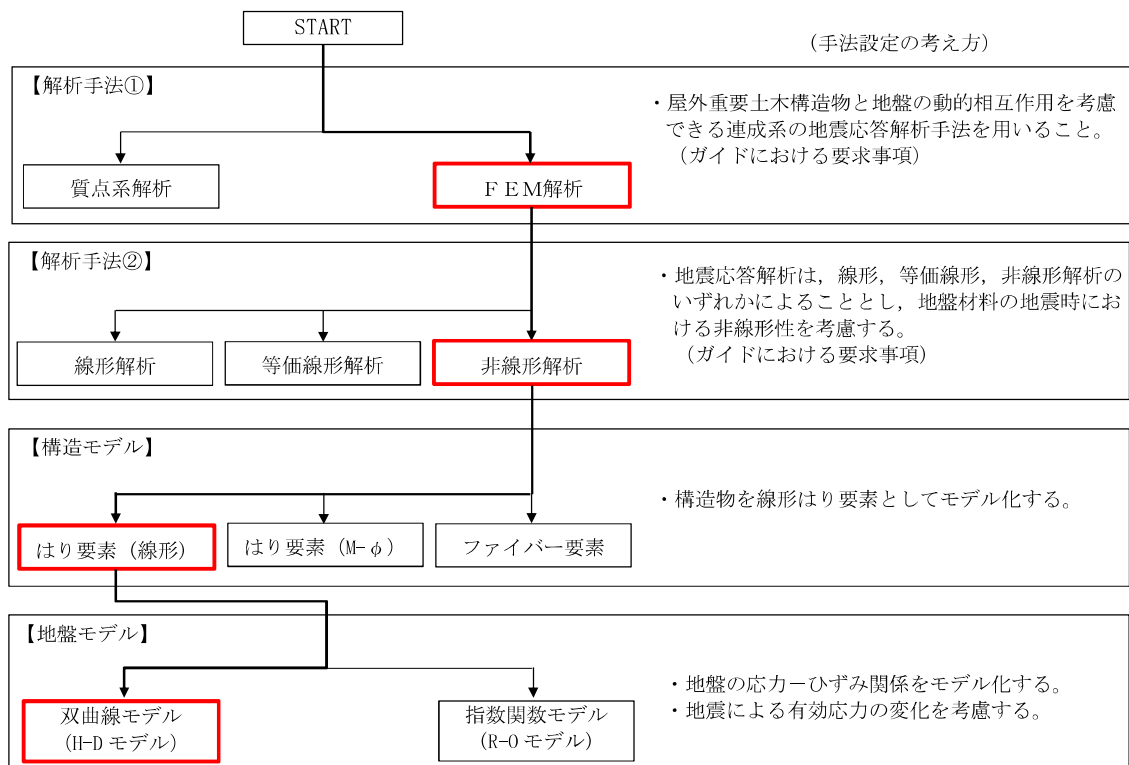 START
(手法設定の考え方)
【解析手法①】
・屋外重要土木構造物と地盤の動的相互作用を考慮
できる連成系の地震応答解析手法を用いること。
(ガイドにおける要求事項)
質点系解析
ＦＥＭ解析
【解析手法②】
・地震応答解析は，線形，等価線形，非線形解析の
いずれかによることとし，地盤材料の地震時にお
ける非線形性を考慮する。
(ガイドにおける要求事項)
線形解析
等価線形解析
非線形解析
【構造モデル】
・構造物を線形はり要素としてモデル化する。
はり要素（線形）
はり要素（M-φ）
ファイバー要素
【地盤モデル】
・地盤の応力－ひずみ関係をモデル化する。
・地震による有効応力の変化を考慮する。
双曲線モデル
(H-D モデル)
指数関数モデル
(R-O モデル)